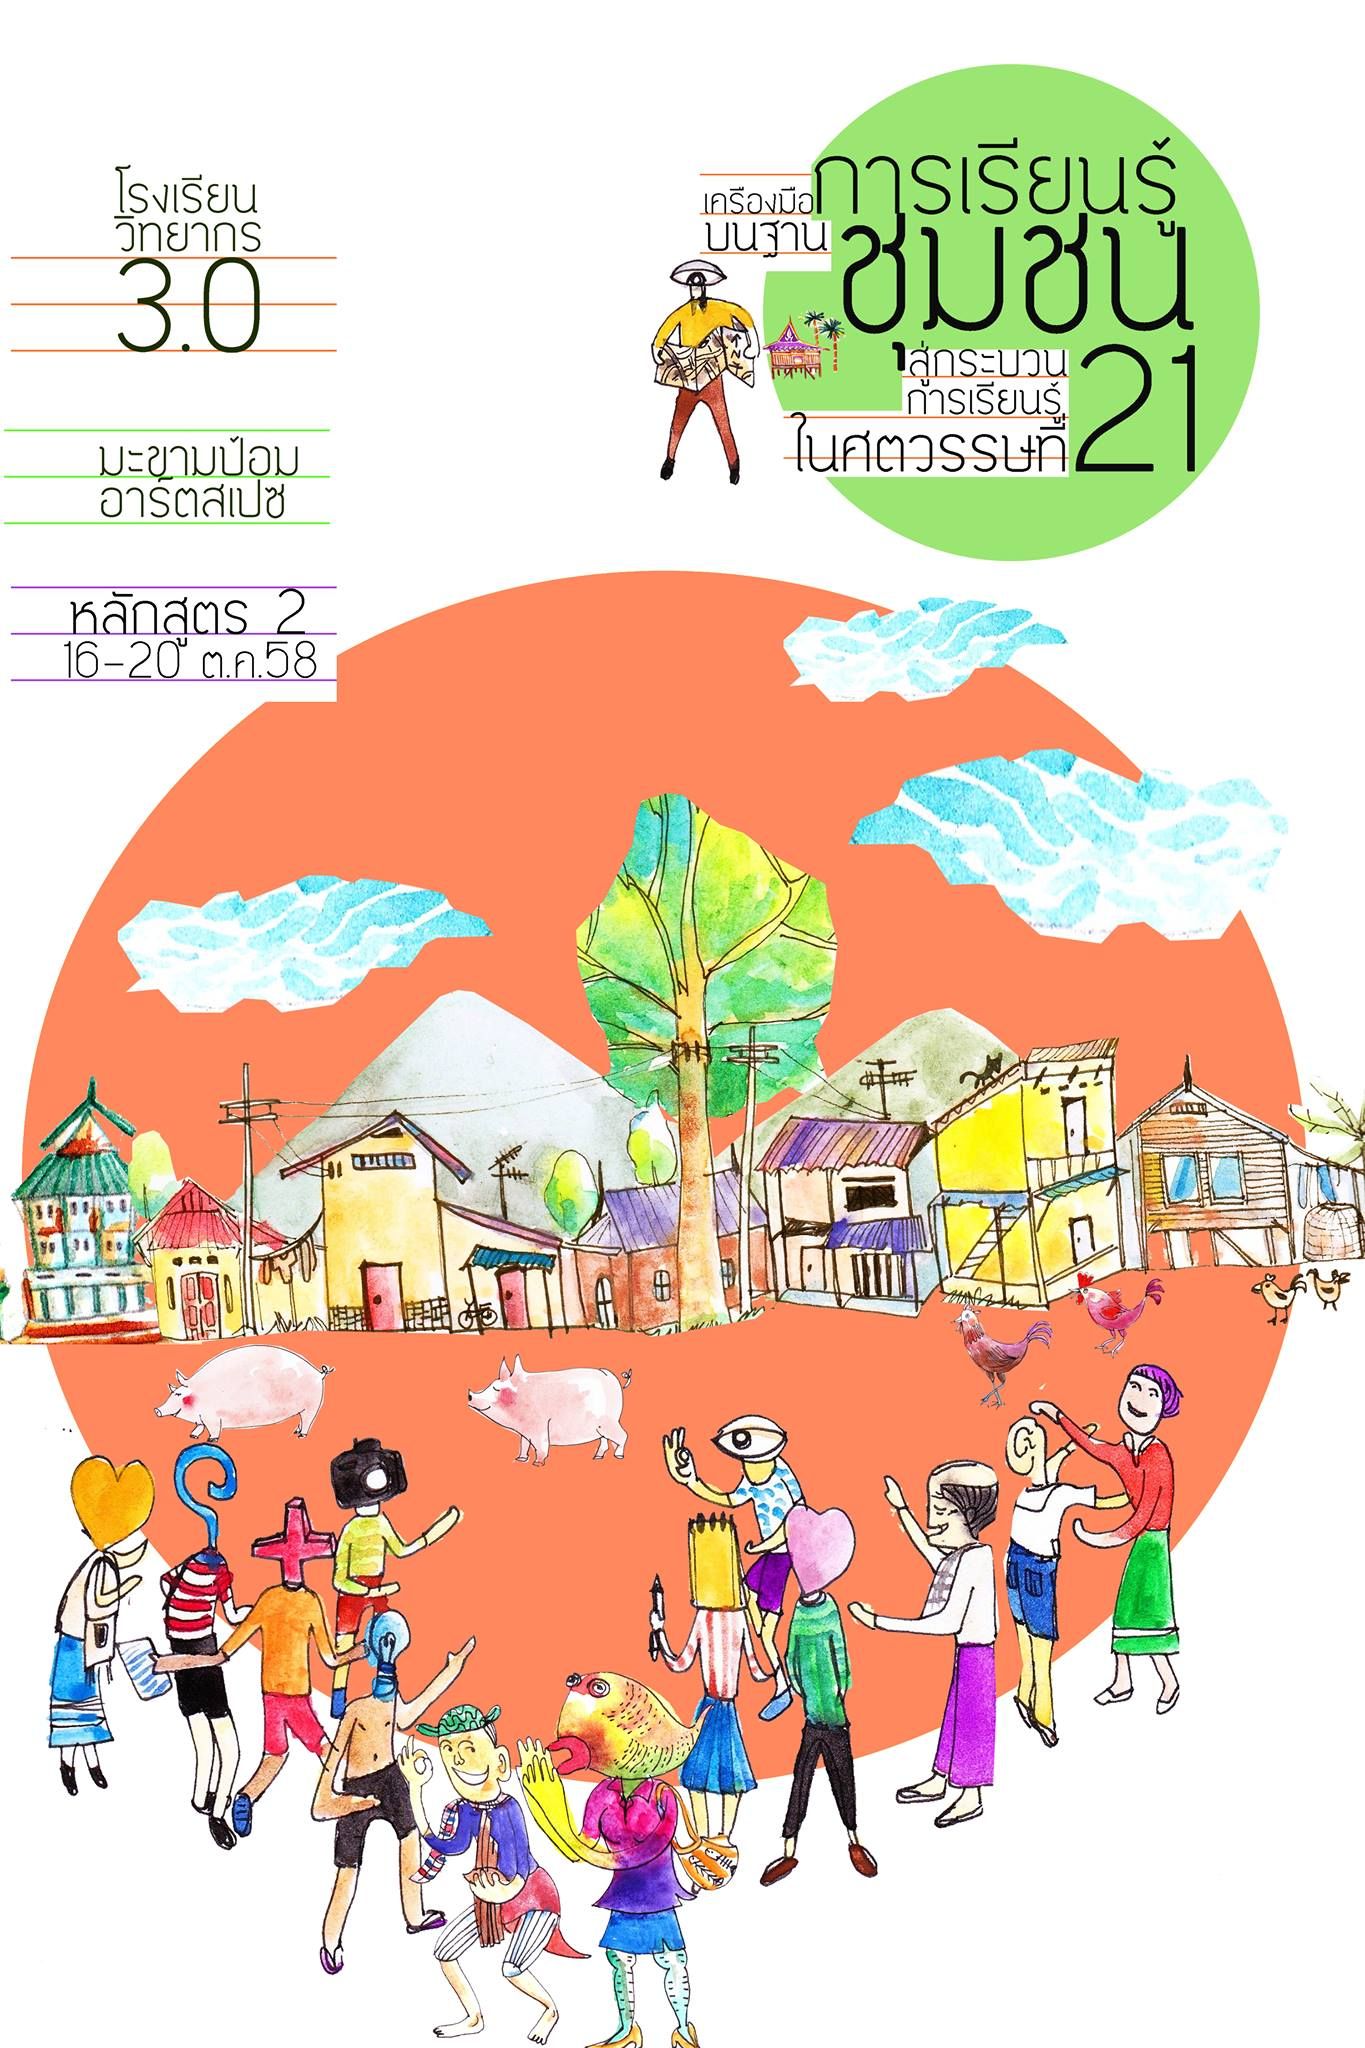 โรงเรียน
วิทยากร
3.0
มะขามป้อม
อาร์ตสเปซ
หลักสูตร 2
16-20 ต.ค.58
เครื่องมือการเรียนรู้
บนฐานชุมชน
สู่กระบวน
การเรียนรู้
ในศตวรรษที่ 21